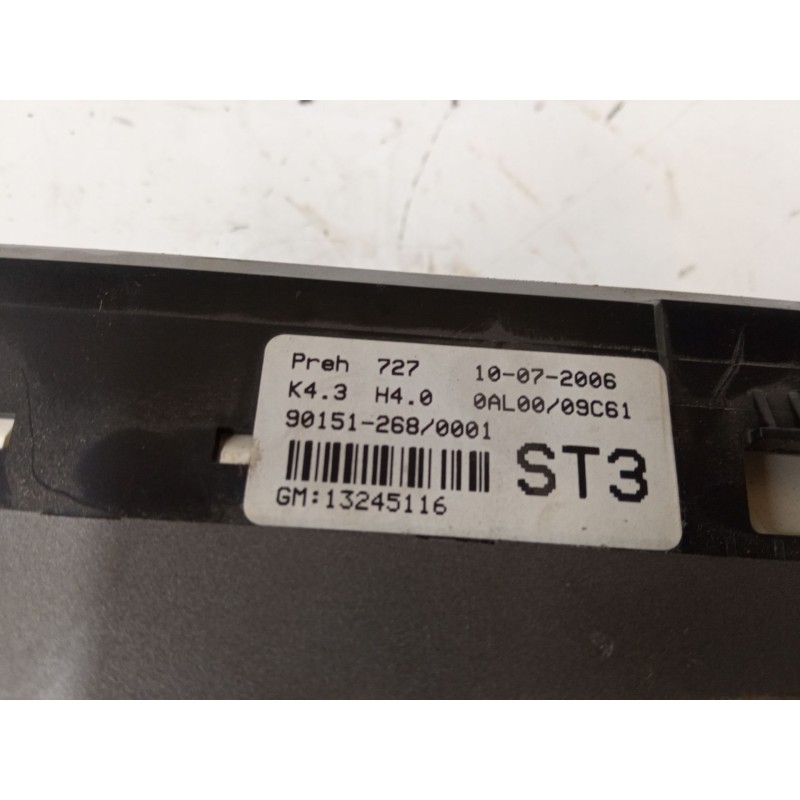 Preh 727 10-07-2006
K4.3 H4.0 0AL00/09C61
90151-268/0001
ST3
GM:13245116